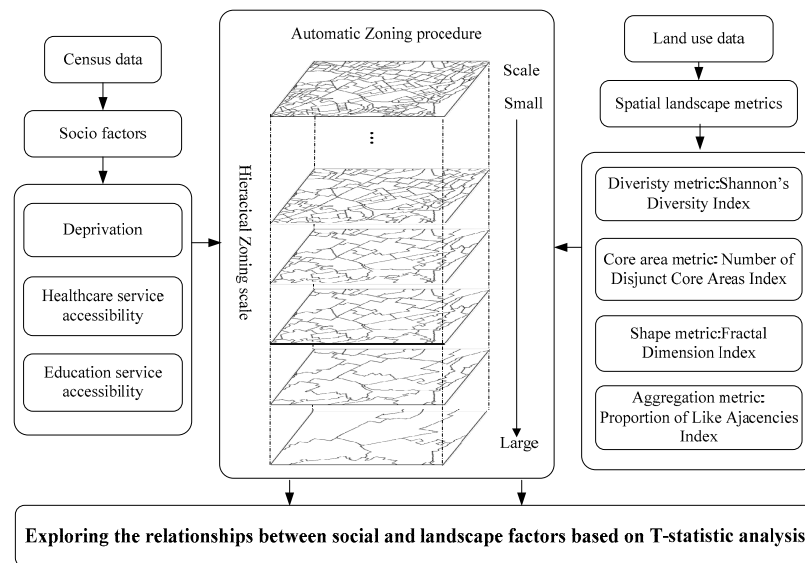 Census data
Socio factors
Deprivation
Healthcare service
accessibility
Education service
accessibility
Automatic Zoning procedure
Scale
Small
...
Hieracical Zoning scale
Large
Land use data
Spatial landscape metrics
Diveristy metric:Shannon's
Diversity Index
Core area metric: Number of
Disjunct Core Areas Index
Shape metric:Fractal
Dimension Index
Aggregation metric:
Proportion of Like Ajacencies
Index
Exploring the relationships between social and landscape factors based on T-statistic analysis